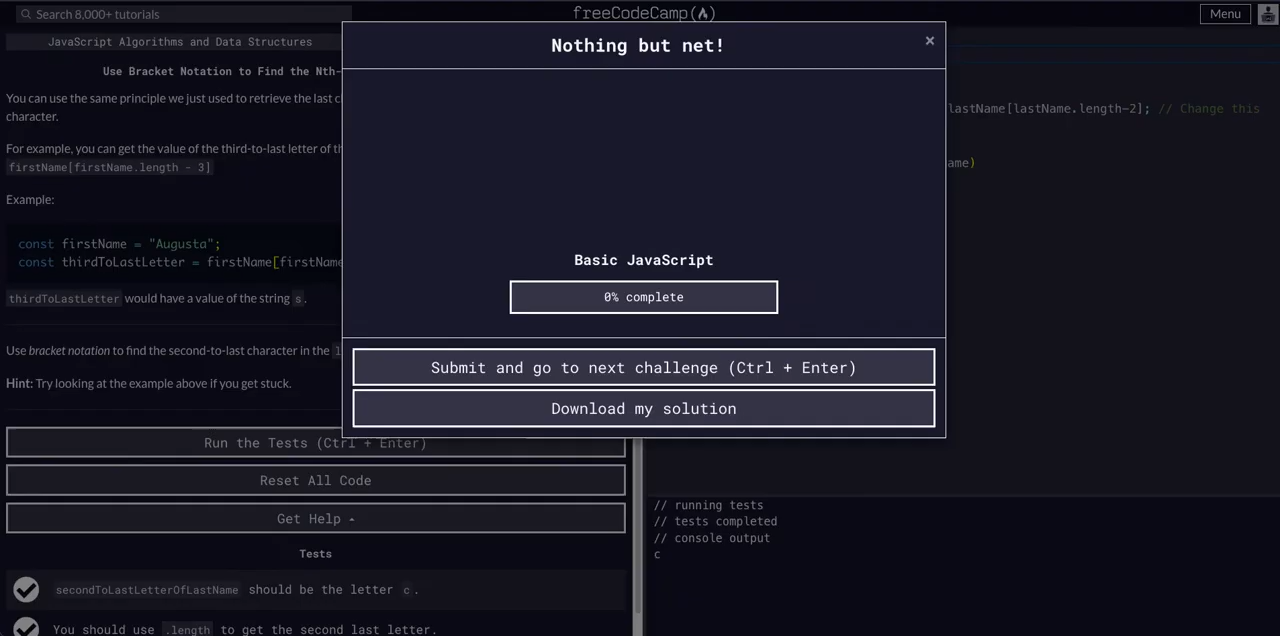 Search 8,000+ tutorials
freeCodeCamp
Menu
JavaScript Algorithms and Data Structures
Nothing but net!
×
Use Bracket Notation to Find the Nth-
You can use the same principle we just used to retrieve the last
character.
lastName[lastName.length-2]; // Change this
For example, you can get the value of the third-to-last letter of
firstName[firstName.length - 3]
ame)
Example:
const firstName = "Augusta";
const thirdToLastLetter = firstName[firstName
Basic JavaScript
0% complete
thirdToLastLetter would have a value of the string s.
Use bracket notation to find the second-to-last character in the
Hint: Try looking at the example above if you get stuck.
Submit and go to next challenge (Ctrl + Enter)
Download my solution
Run the Tests (Ctrl + Enter)
Reset All Code
Get Help
Tests
secondToLastLetterOfLastName should be the letter c.
You should use .length to get the second last letter.
// running tests
// tests completed
// console output
c